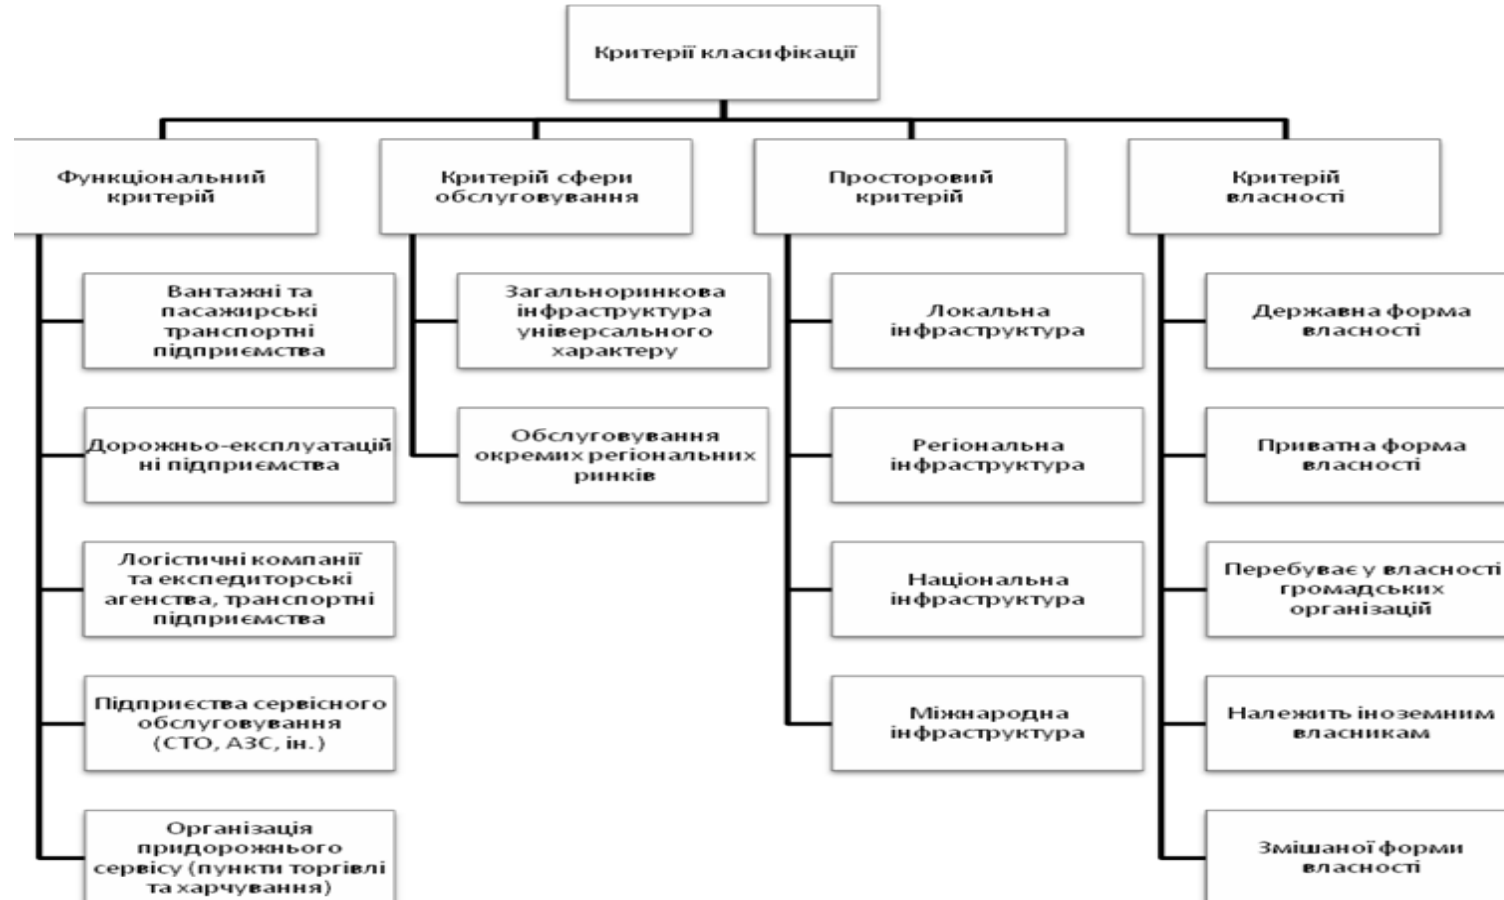 Критерії класифікації
Функціональний
критерій
Критерій сфери
обслуговування
Просторовий
критерій
Критерій
власності
Вантажні та
пасажирські
транспортні
підприємства
Дорожньо-експлуатацій
ні підприємства
Логістичні компанії
та експедиторські
агенства, транспортні
підприємства
Підприєства сервісного
обслуговування
(СТО, АЗС, ін.)
Організація
придорожнього
сервісу (пункти торгівлі
та харчування)
Загальноринкова
інфраструктура
універсального
характеру
Обслуговування
окремих регіональних
ринків
Локальна
інфраструктура
Регіональна
інфраструктура
Національна
інфраструктура
Міжнародна
інфраструктура
Державна форма
власності
Приватна форма
власності
Перебуває у власності
громадських
організацій
Належить іноземним
власникам
Змішаної форми
власності